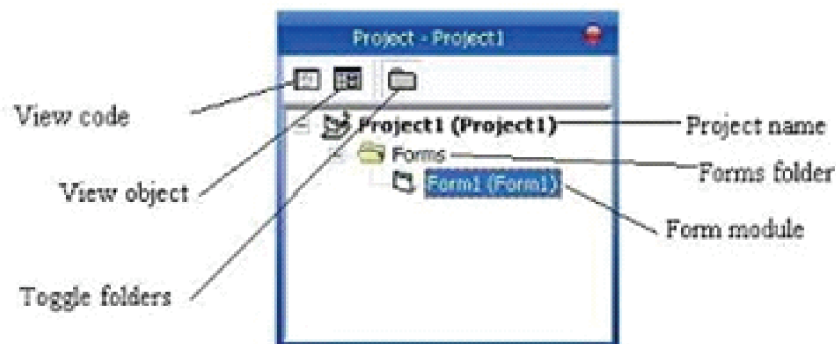 Project - Project1
View code
Project1 (Project1)
Project name
Forms
Forms folder
View object
Form1 (Form1)
Form module
Toggle folders